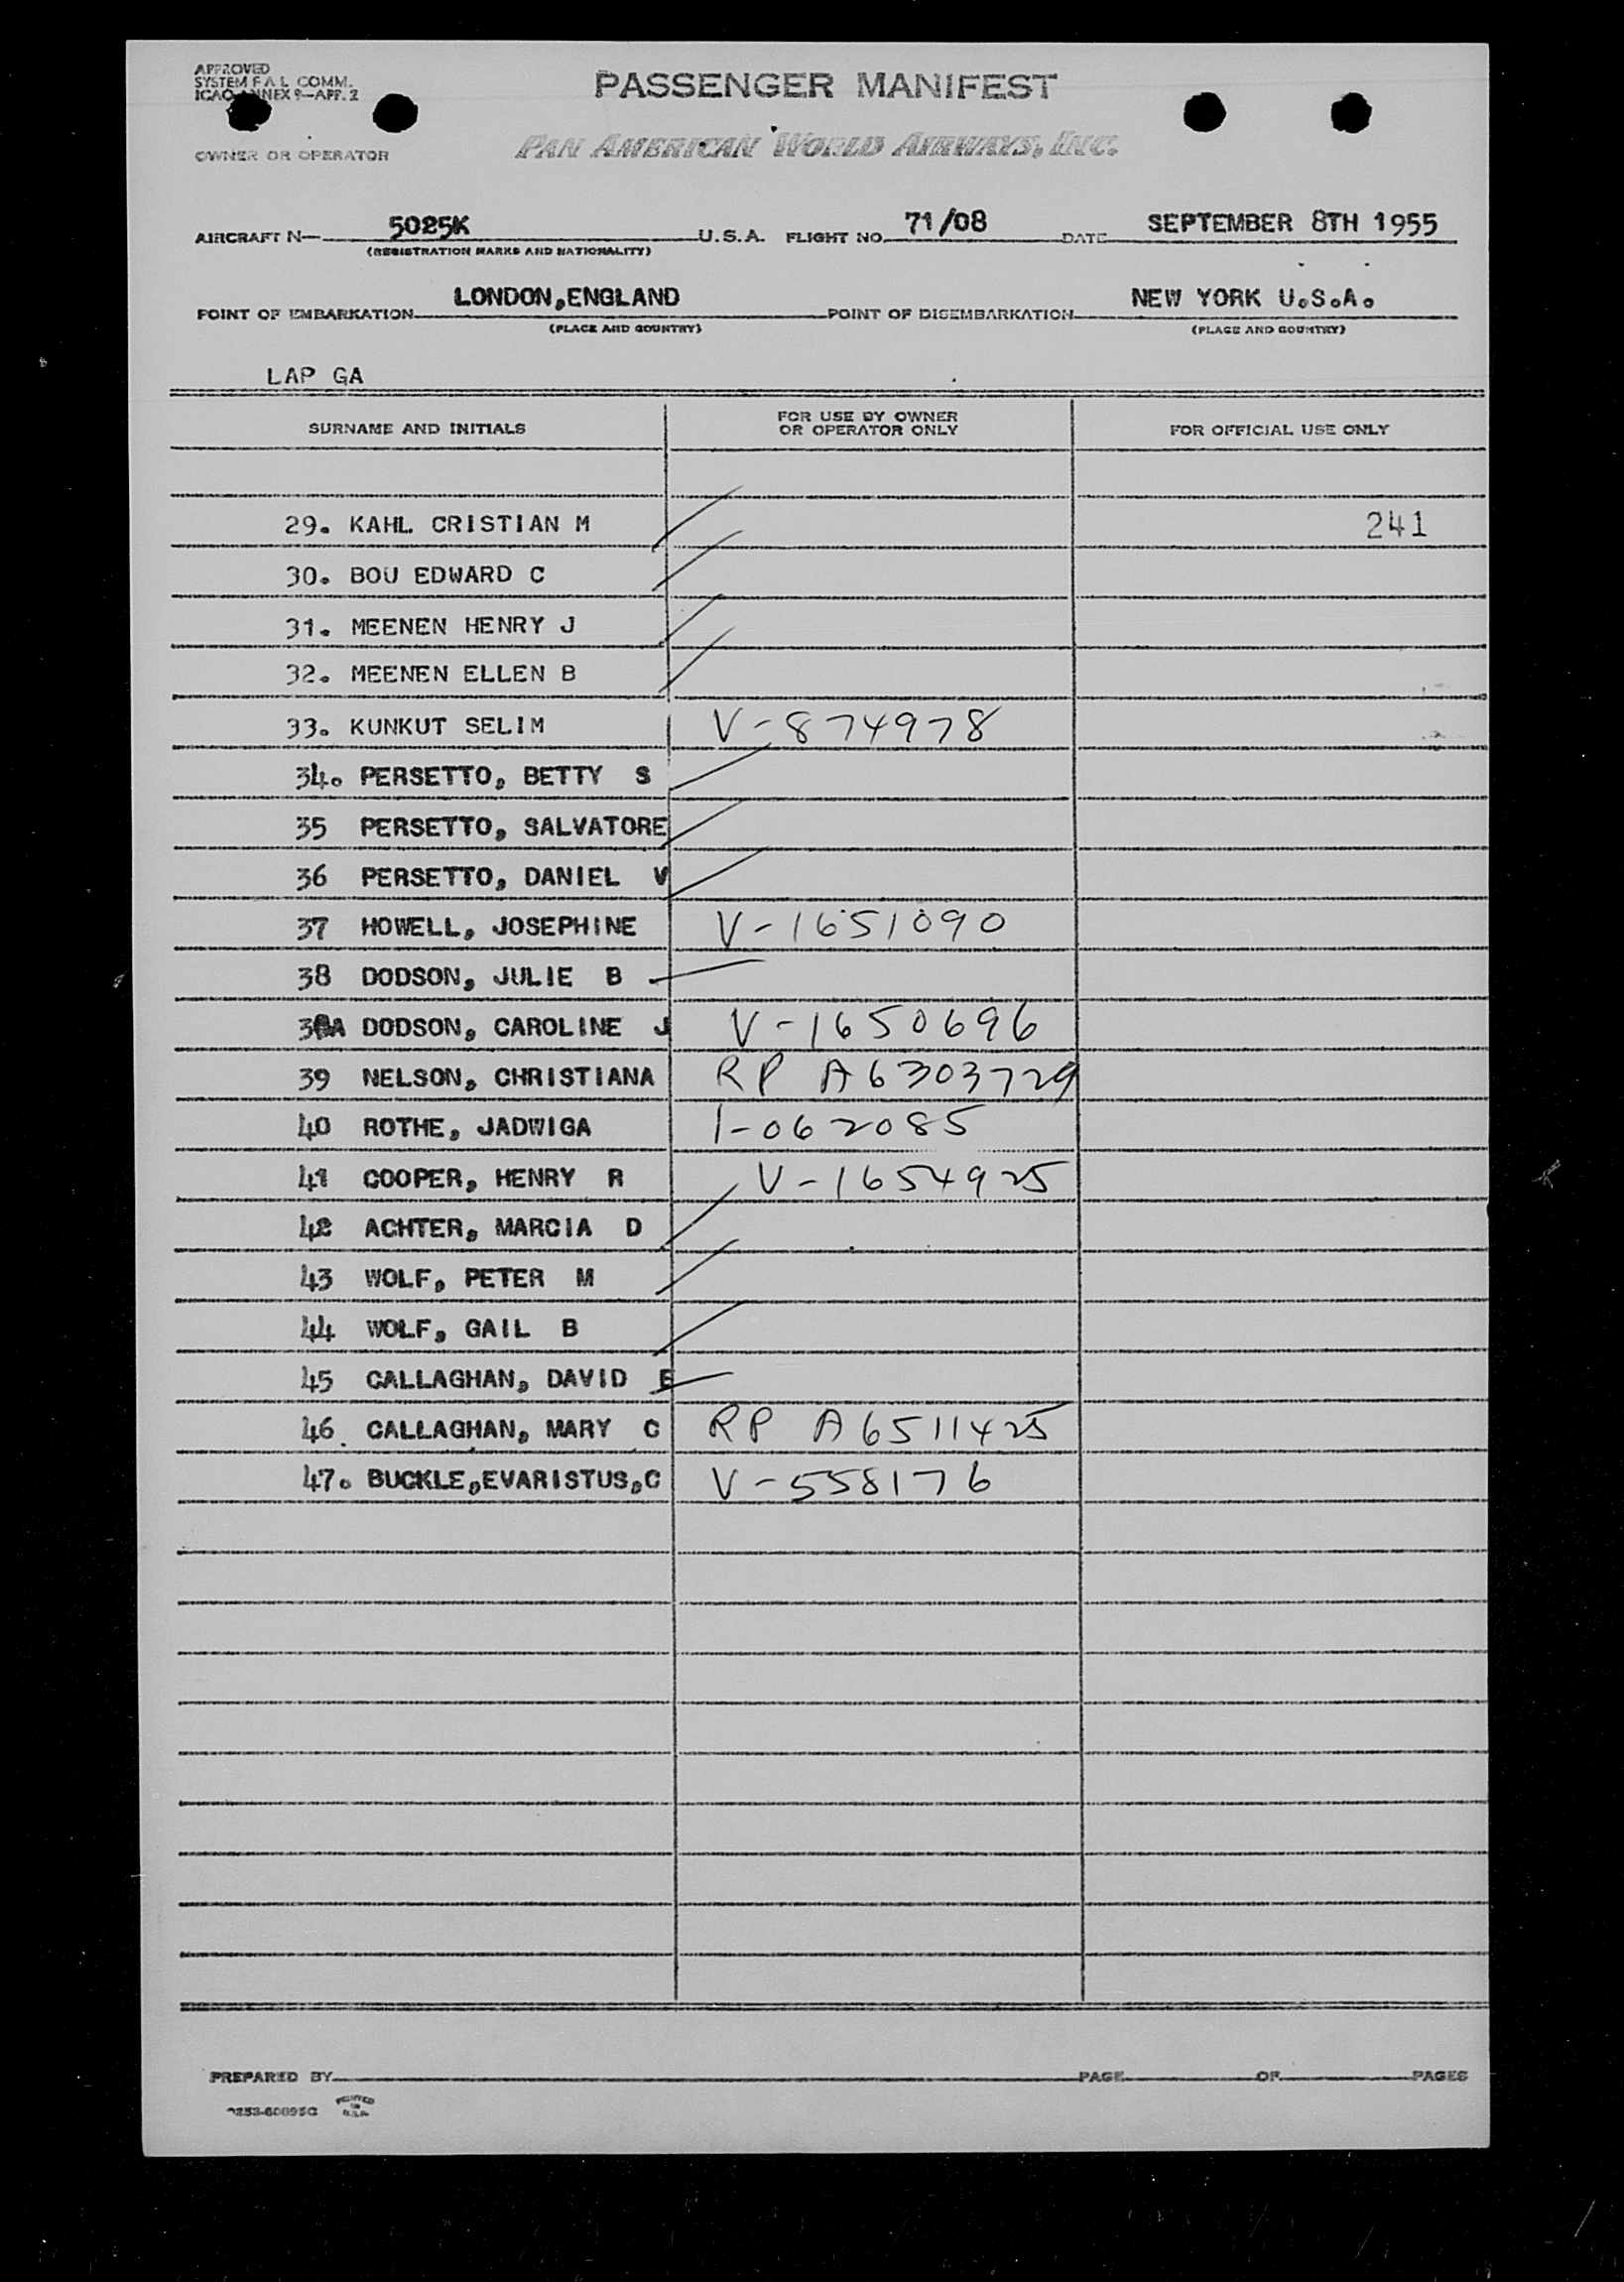 APPROVED
SYSTEM F A L COMM.
ICAO ANNEX 9—APP. 2
PASSENGER MANIFEST
OWNER OR OPERATOR
PAN AMERICAN WORLD AIRWAYS, INC.
AIRCRAFT N— 5025K U.S.A. FLIGHT NO. 71/08 DATE SEPTEMBER 8TH 1955
(REGISTRATION MARKS AND NATIONALITY)
POINT OF EMBARKATION LONDON,ENGLAND POINT OF DISEMBARKATION NEW YORK U.S.A.
(PLACE AND COUNTRY) (PLACE AND COUNTRY)
LAP GA
SURNAME AND INITIALS FOR USE BY OWNER OR OPERATOR ONLY FOR OFFICIAL USE ONLY
29. KAHL CRISTIAN M 241
30. BOU EDWARD C
31. MEENEN HENRY J
32. MEENEN ELLEN B
33. KUNKUT SELIM V-874978
34. PERSETTO, BETTY S
35 PERSETTO, SALVATORE
36 PERSETTO, DANIEL V
37 HOWELL, JOSEPHINE V-1651090
38 DODSON, JULIE B
38A DODSON, CAROLINE J V-1650696
39 NELSON, CHRISTIANA RP A6303729
40 ROTHE, JADWIGA I-062085
41 COOPER, HENRY R V-1654925
42 ACHTER, MARCIA D
43 WOLF, PETER M
44 WOLF, GAIL B
45 CALLAGHAN, DAVID E
46 CALLAGHAN, MARY C RP A6511425
47. BUCKLE,EVARISTUS,C V-558176
PREPARED BY PAGE OF PAGES
PRINTED IN U.S.A.